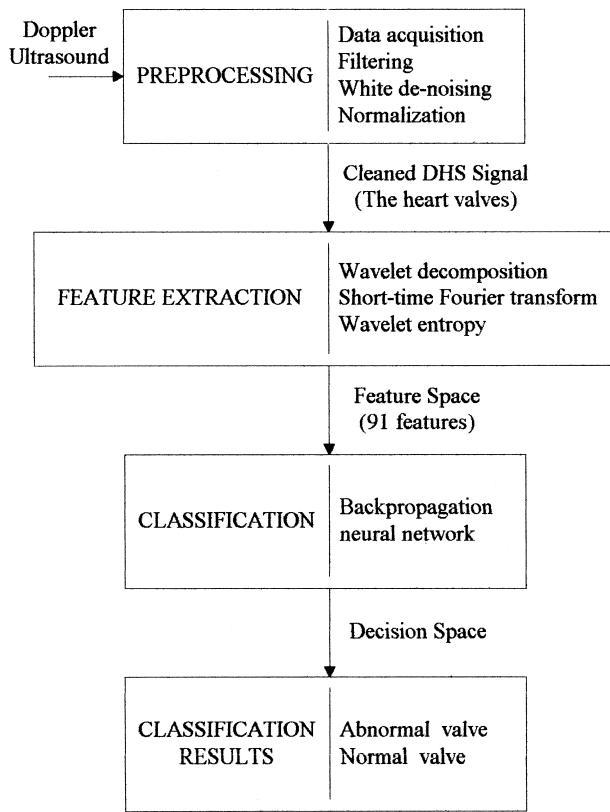 Doppler
Ultrasound
PREPROCESSING
Data acquisition
Filtering
White de-noising
Normalization
Cleaned DHS Signal
(The heart valves)
FEATURE EXTRACTION
Wavelet decomposition
Short-time Fourier transform
Wavelet entropy
Feature Space
(91 features)
CLASSIFICATION
Backpropagation
neural network
Decision Space
CLASSIFICATION
RESULTS
Abnormal valve
Normal valve